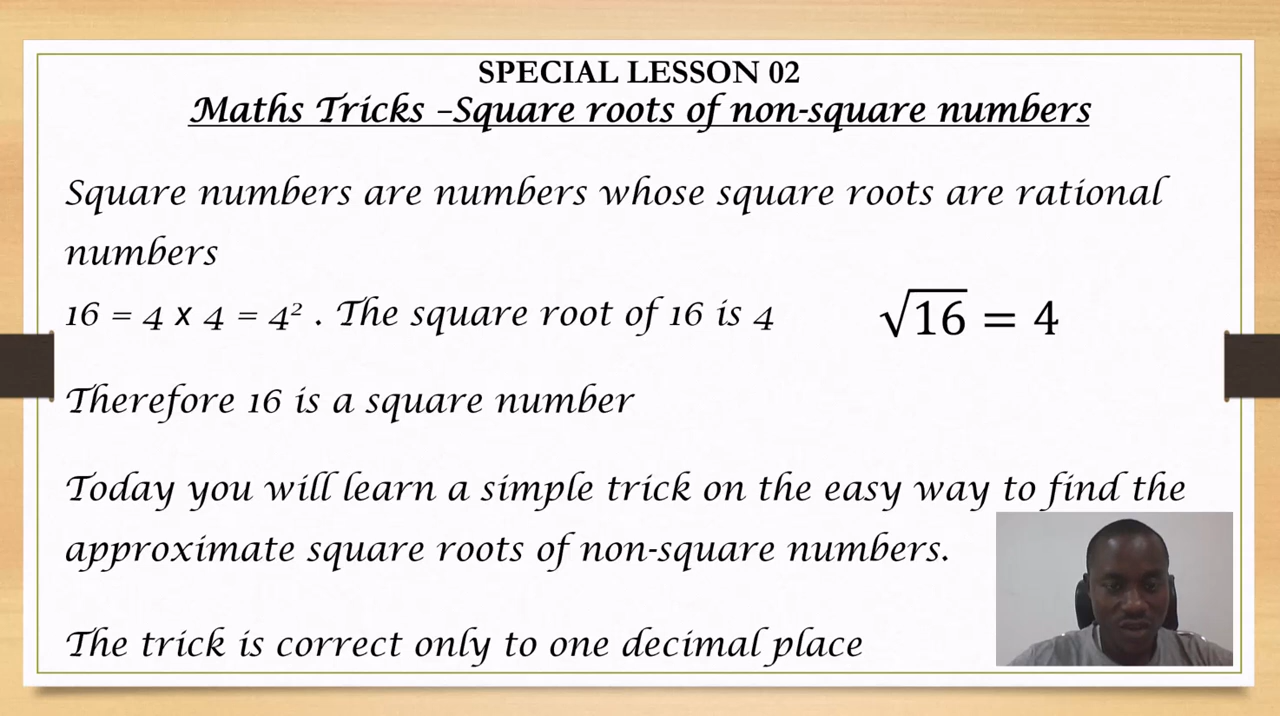 SPECIAL LESSON 02
Maths Tricks –Square roots of non-square numbers
Square numbers are numbers whose square roots are rational
numbers
16 = 4 x 4 = 4² . The square root of 16 is 4 √16 = 4
Therefore 16 is a square number
Today you will learn a simple trick on the easy way to find the
approximate square roots of non-square numbers.
The trick is correct only to one decimal place